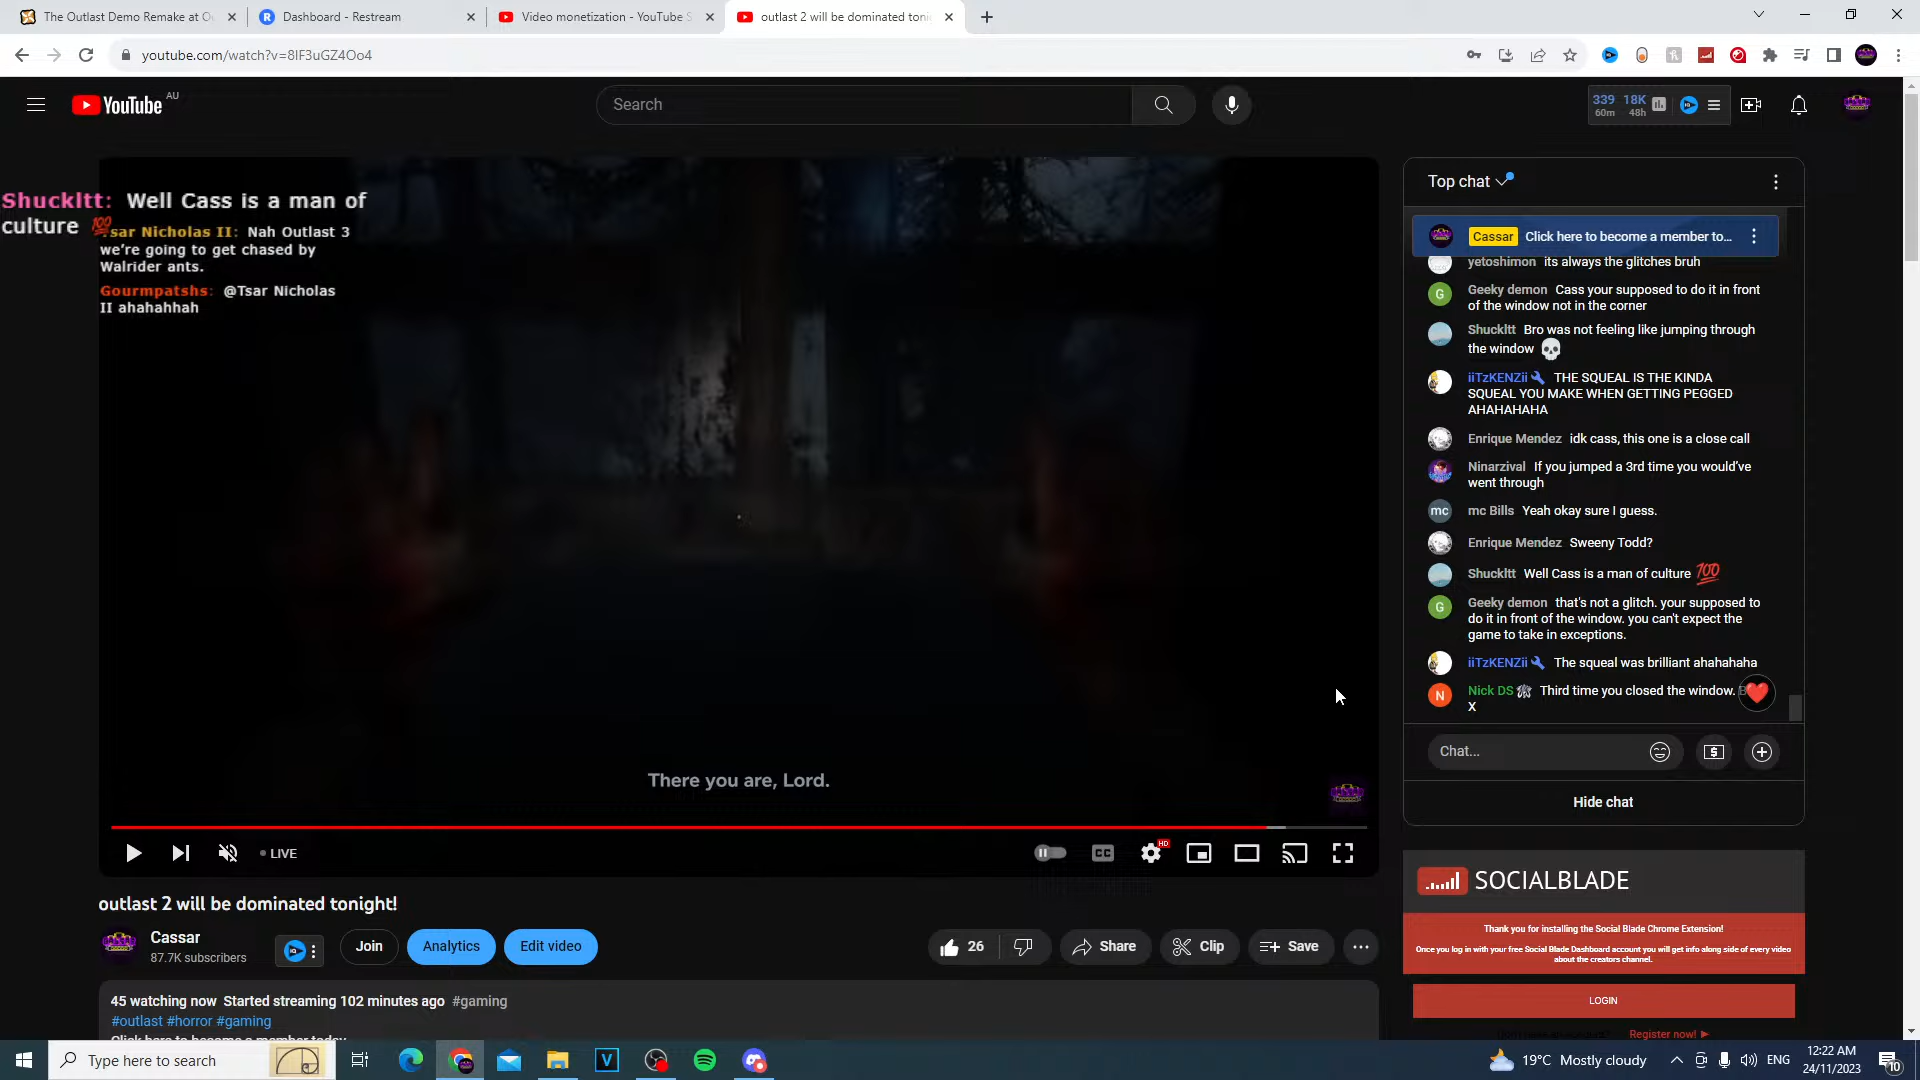 The Outlast Demo Remake at O
Dashboard - Restream
Video monetization - YouTube S
outlast 2 will be dominated toni
youtube.com/watch?v=8lF3uGZ4Oo4
YouTube AU
Search
339 18K
60m 48h
Shuckltt: Well Cass is a man of
culture 💯
Tsar Nicholas II: Nah Outlast 3
we're going to get chased by
Walrider ants.
Gourmpatshs: @Tsar Nicholas
II ahahahhah
There you are, Lord.
LIVE
CC
HD
Top chat
Cassar Click here to become a member to...
yetoshimon its always the glitches bruh
G
Geeky demon Cass your supposed to do it in front
of the window not in the corner
Shuckltt Bro was not feeling like jumping through
the window 💀
iiTzKENZii THE SQUEAL IS THE KINDA
SQUEAL YOU MAKE WHEN GETTING PEGGED
AHAHAHAHA
Enrique Mendez idk cass, this one is a close call
Ninarzival If you jumped a 3rd time you would've
went through
mc
mc Bills Yeah okay sure I guess.
Enrique Mendez Sweeny Todd?
Shuckltt Well Cass is a man of culture 💯
G
Geeky demon that's not a glitch. your supposed to
do it in front of the window. you can't expect the
game to take in exceptions.
iiTzKENZii The squeal was brilliant ahahahaha
N
Nick DS Third time you closed the window.
X
Chat...
Hide chat
outlast 2 will be dominated tonight!
Cassar
87.7K subscribers
Join
Analytics
Edit video
26
Share
Clip
Save
45 watching now Started streaming 102 minutes ago #gaming
#outlast #horror #gaming
Click here to become a member today
SOCIALBLADE
Thank you for installing the Social Blade Chrome Extension!
Once you log in with your free Social Blade Dashboard account you will get info along side of every video
about the creators channel.
LOGIN
Register now!
Type here to search
V
19°C Mostly cloudy
ENG
12:22 AM
24/11/2023
10